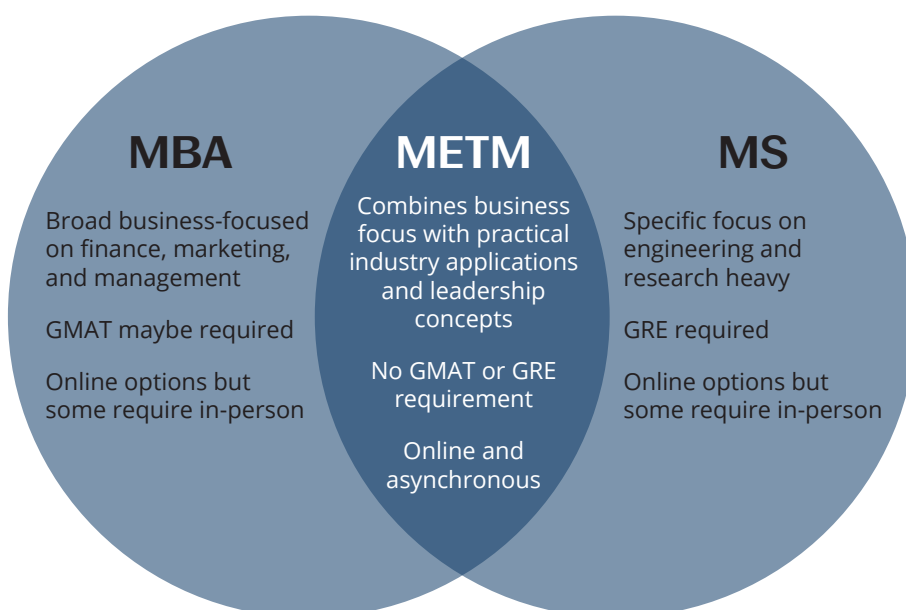 MBA
Broad business-focused
on finance, marketing,
and management
GMAT maybe required
Online options but
some require in-person
METM
Combines business
focus with practical
industry applications
and leadership
concepts
No GMAT or GRE
requirement
Online and
asynchronous
MS
Specific focus on
engineering and
research heavy
GRE required
Online options but
some require in-person